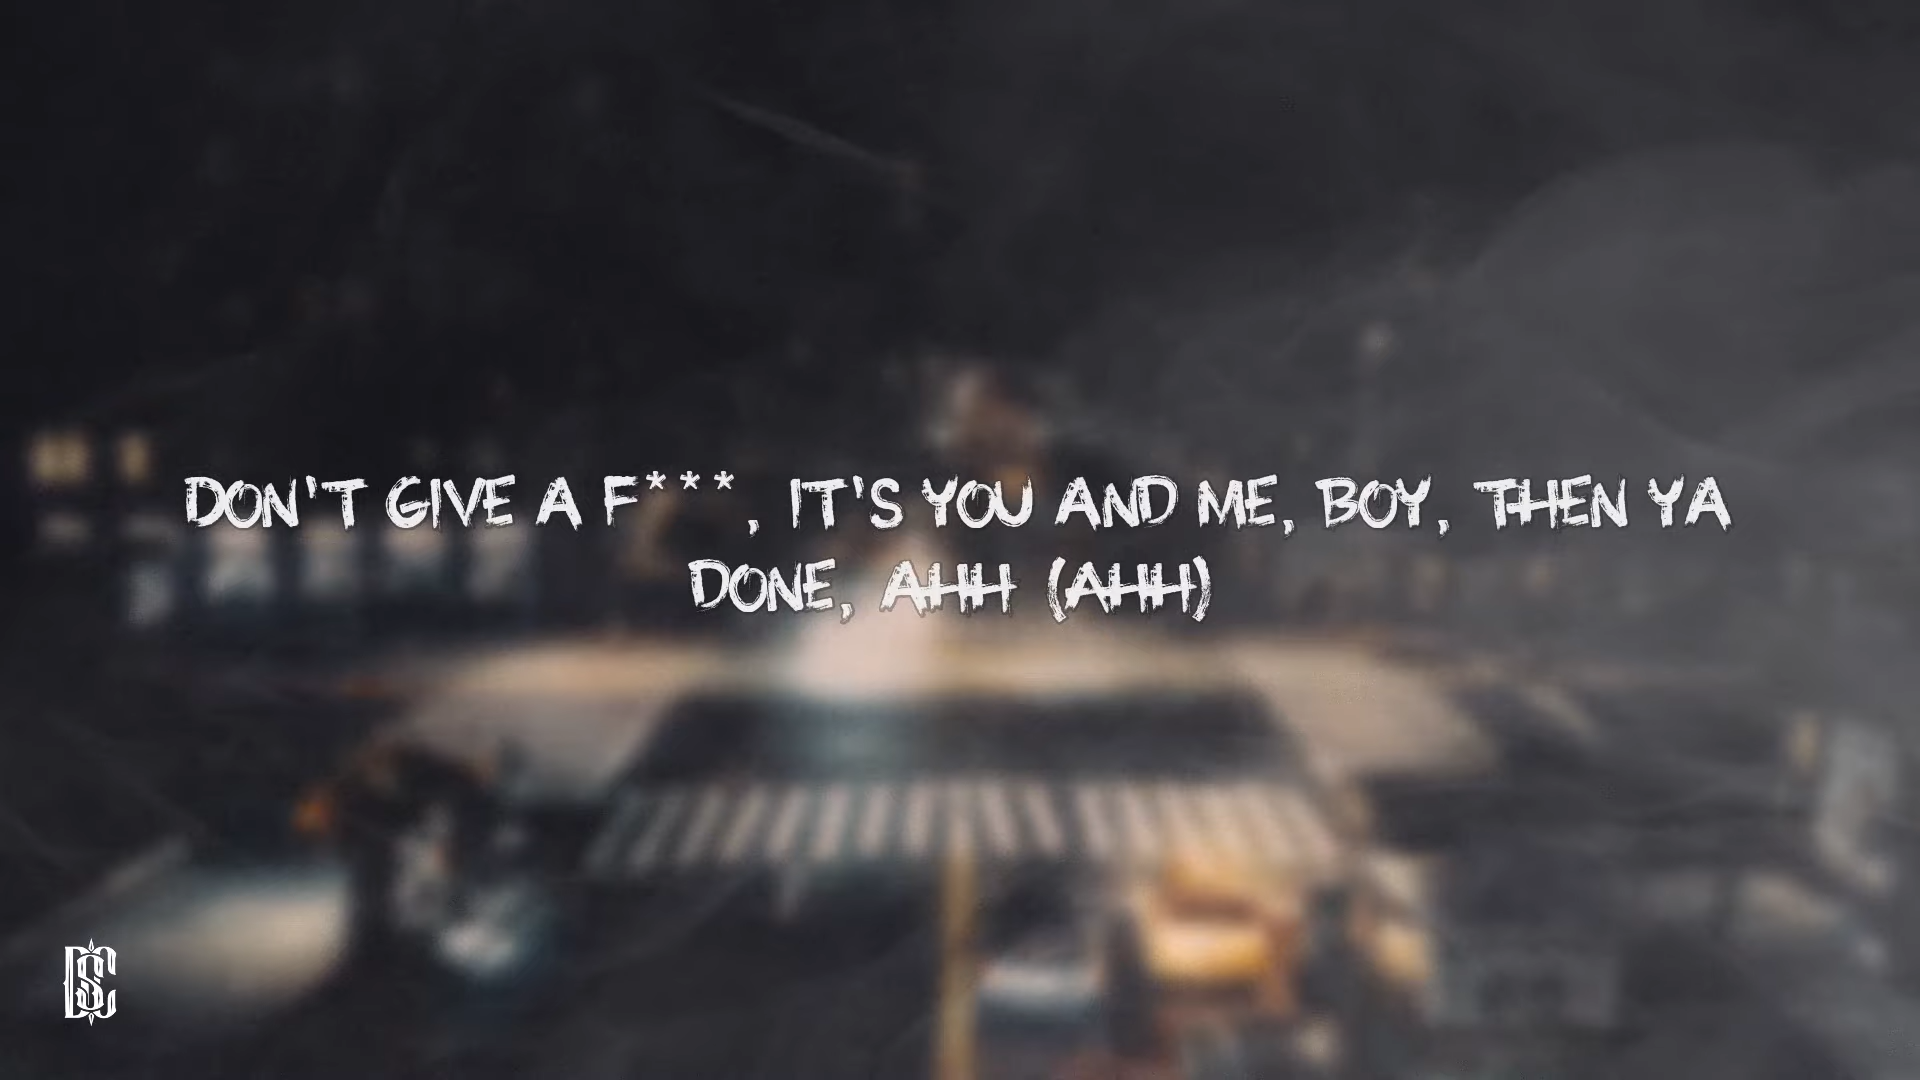 DON'T GIVE A F***, IT'S YOU AND ME, BOY, THEN YA
DONE, AHH (AHH)